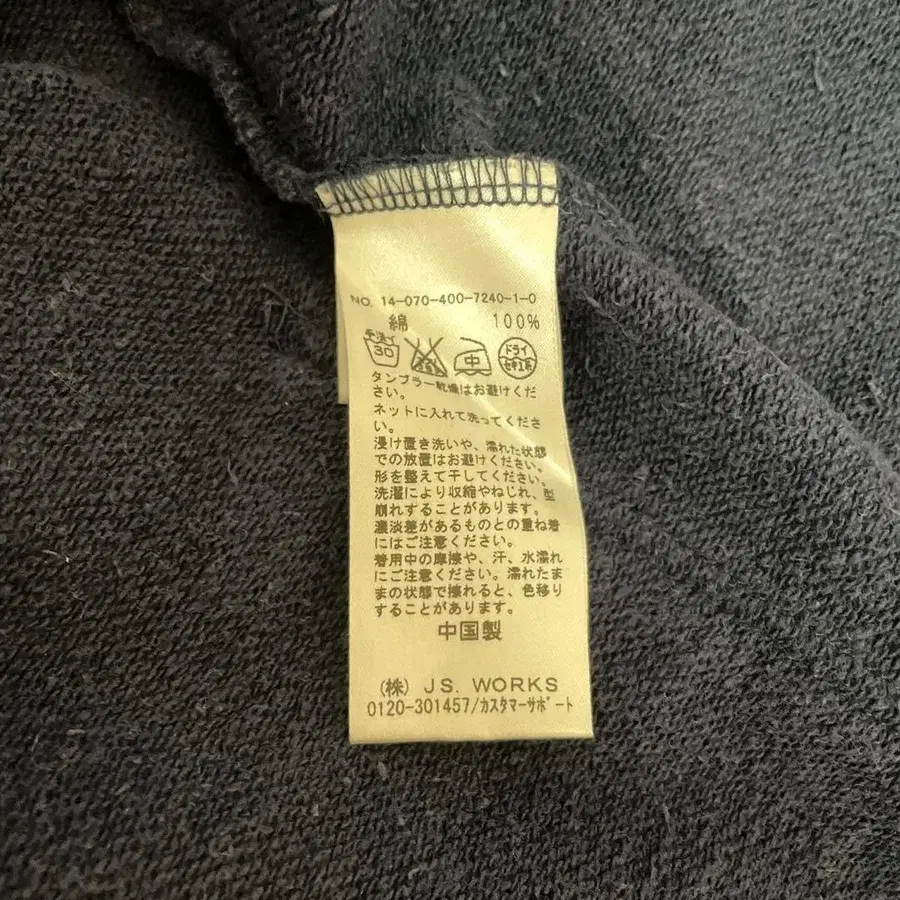 NO. 14-070-400-7240-1-0
綿 100%
手洗イ 30 中 ドライ セキユ系
タンブラー乾燥はお避けくだ
さい。
ネットに入れて洗ってくださ
い。
浸け置き洗いや、濡れた状態
での放置はお避けください。
形を整えて干してください。
洗濯により収縮やねじれ、型
崩れすることがあります。
濃淡差があるものとの重ね着
にはご注意ください。
着用中の摩擦や、汗、水濡れ
にご注意ください。濡れたま
まの状態で擦れると、色移り
することがあります。
中国製
(株) J.S. WORKS
0120-301457/カスタマーサポート